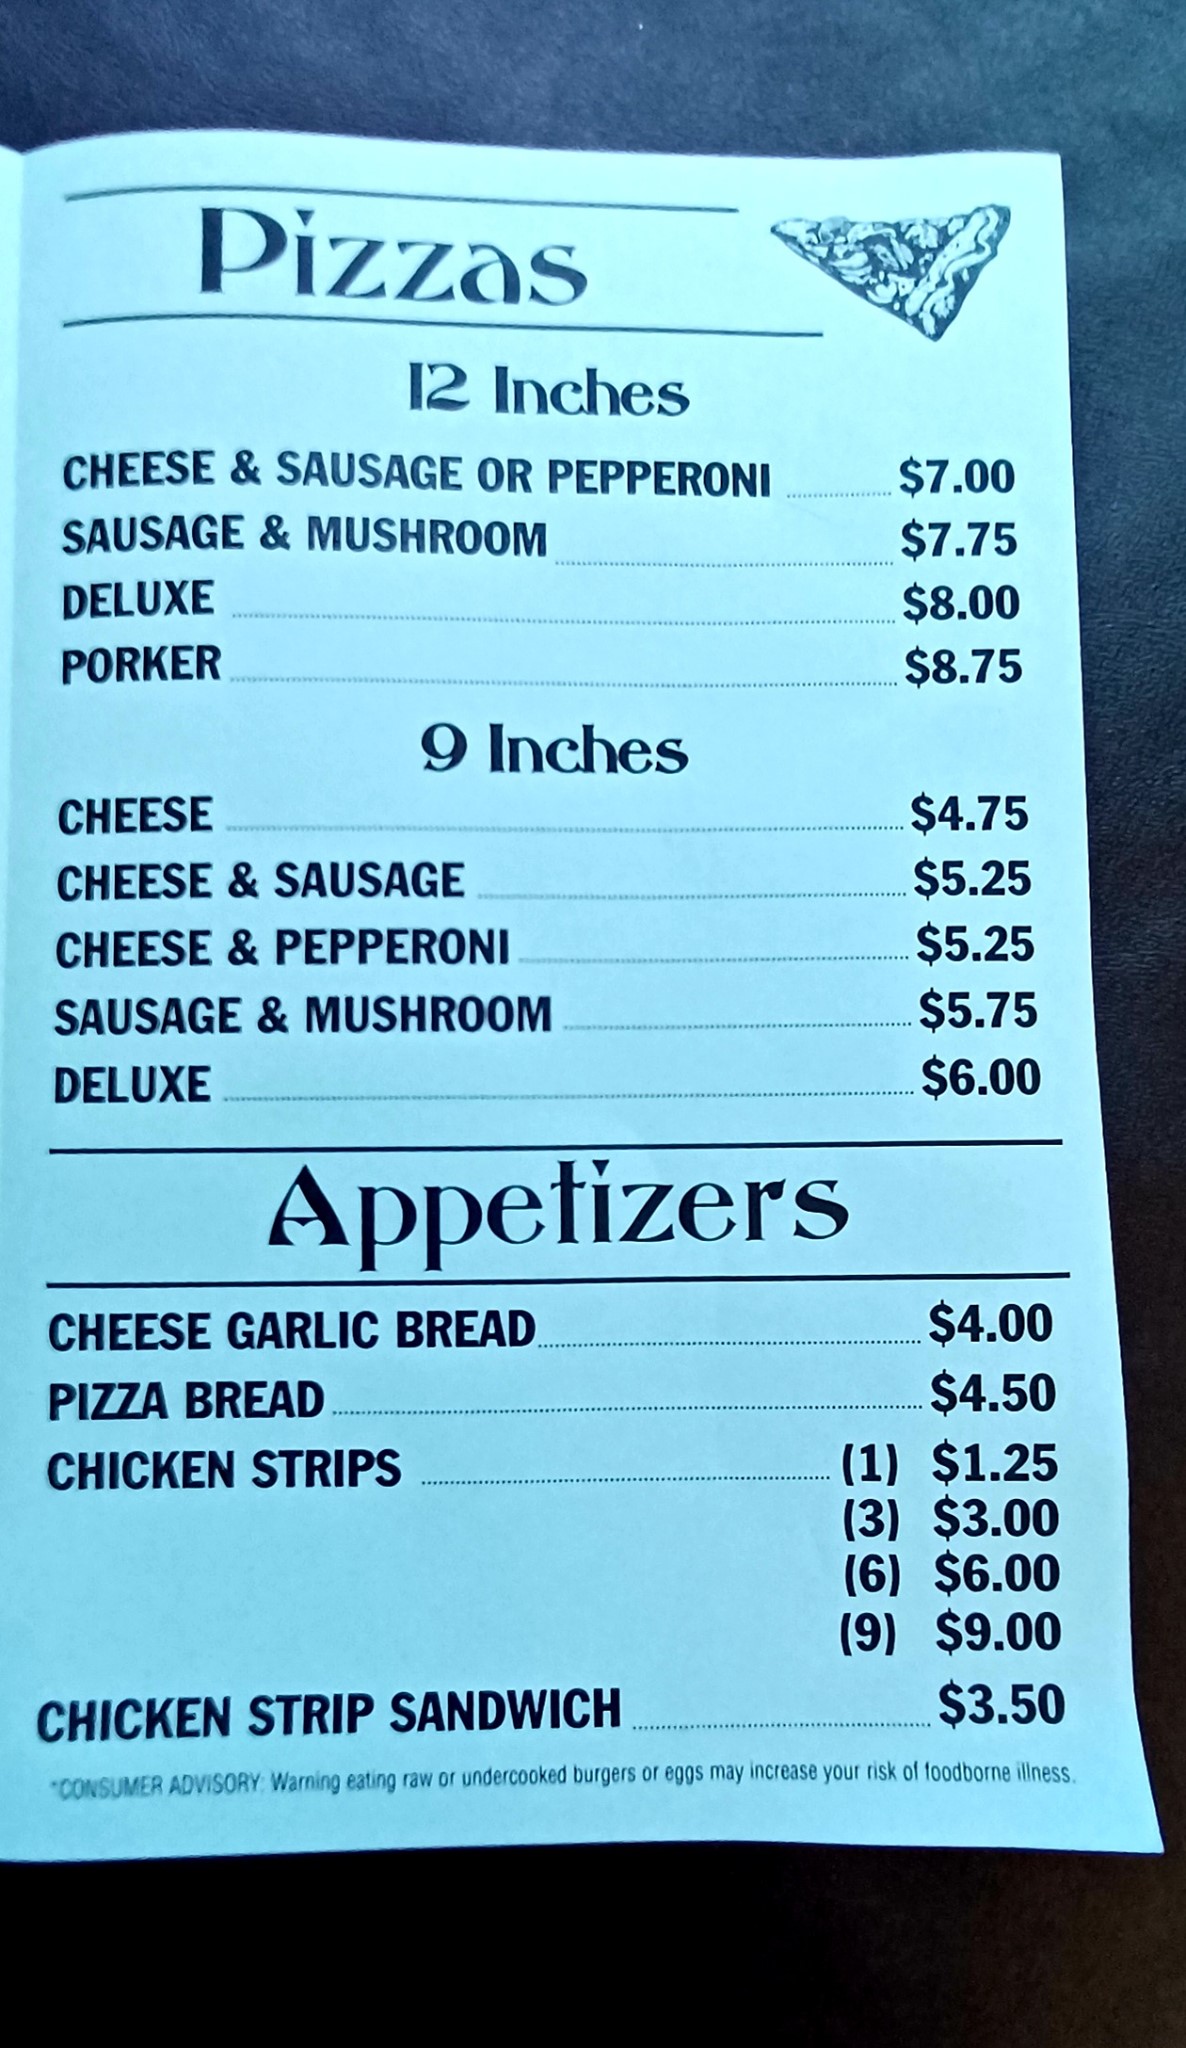 Pizzas
12 Inches
CHEESE & SAUSAGE OR PEPPERONI $7.00
SAUSAGE & MUSHROOM $7.75
DELUXE $8.00
PORKER $8.75
9 Inches
CHEESE $4.75
CHEESE & SAUSAGE $5.25
CHEESE & PEPPERONI $5.25
SAUSAGE & MUSHROOM $5.75
DELUXE $6.00
Appetizers
CHEESE GARLIC BREAD $4.00
PIZZA BREAD $4.50
CHICKEN STRIPS (1) $1.25
(3) $3.00
(6) $6.00
(9) $9.00
CHICKEN STRIP SANDWICH $3.50
*CONSUMER ADVISORY: Warning eating raw or undercooked burgers or eggs may increase your risk of foodborne illness.